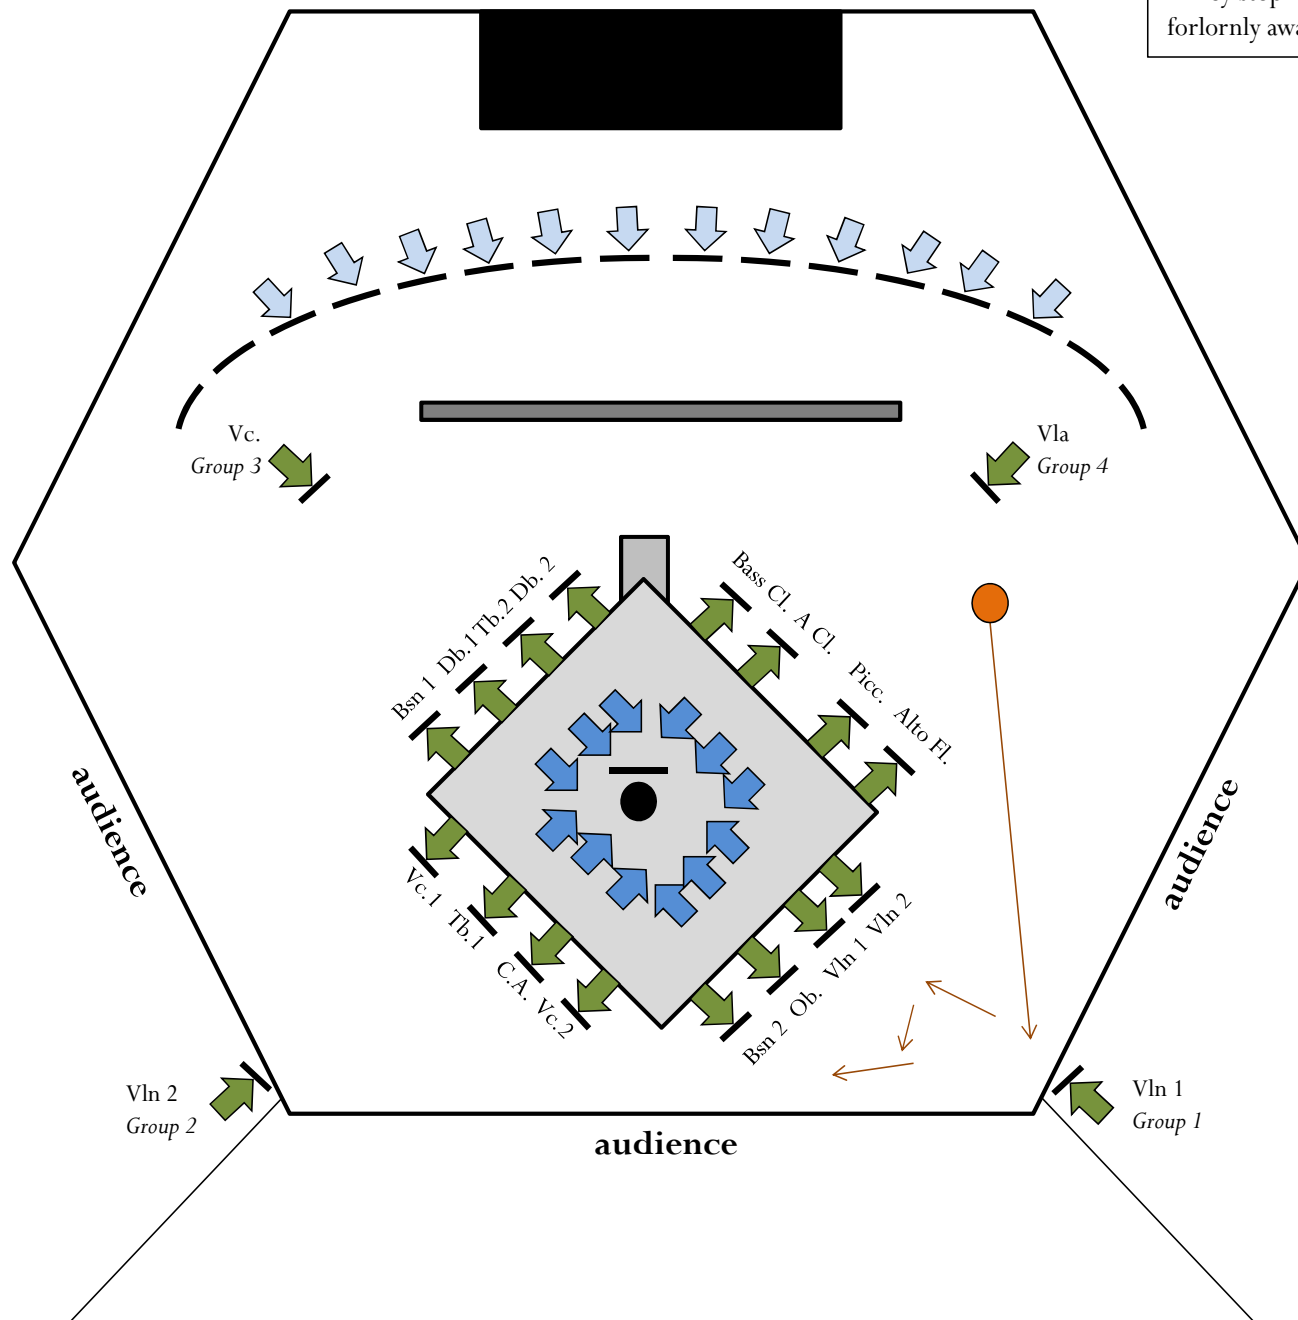 forlornly
Vc.
Group 3
Vla
Group 4
Bsn 1 Db.1 Tb.2 Db. 2
Bass Cl. A Cl. Picc. Alto Fl.
audience
audience
Vc.1 Tb.1 C.A. Vc.2
Bsn 2 Ob. Vln 1 Vln 2
Vln 2
Group 2
Vln 1
Group 1
audience